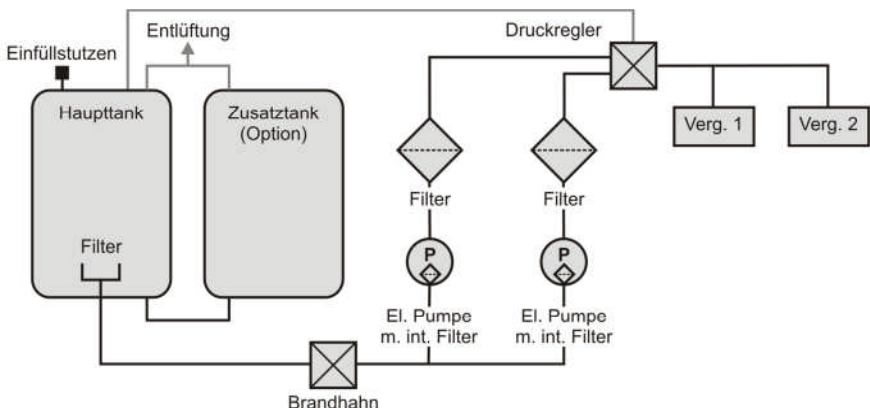 Entlüftung
Druckregler
Einfüllstutzen
Haupttank
Zusatztank
(Option)
Verg. 1
Verg. 2
Filter
Filter
Filter
P
P
El. Pumpe
m. int. Filter
El. Pumpe
m. int. Filter
Brandhahn